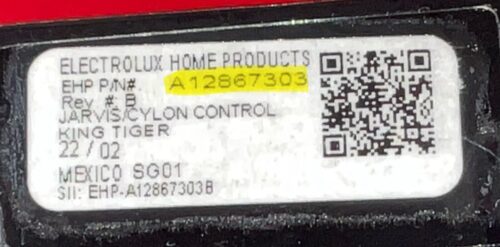 ELECTROLUX HOME PRODUCTS
EHP P/N#. A12867303
Rev #: B
JARVIS/CYLON CONTROL
KING TIGER
22 / 02
MEXICO SG01
SII: EHP-A12867303B